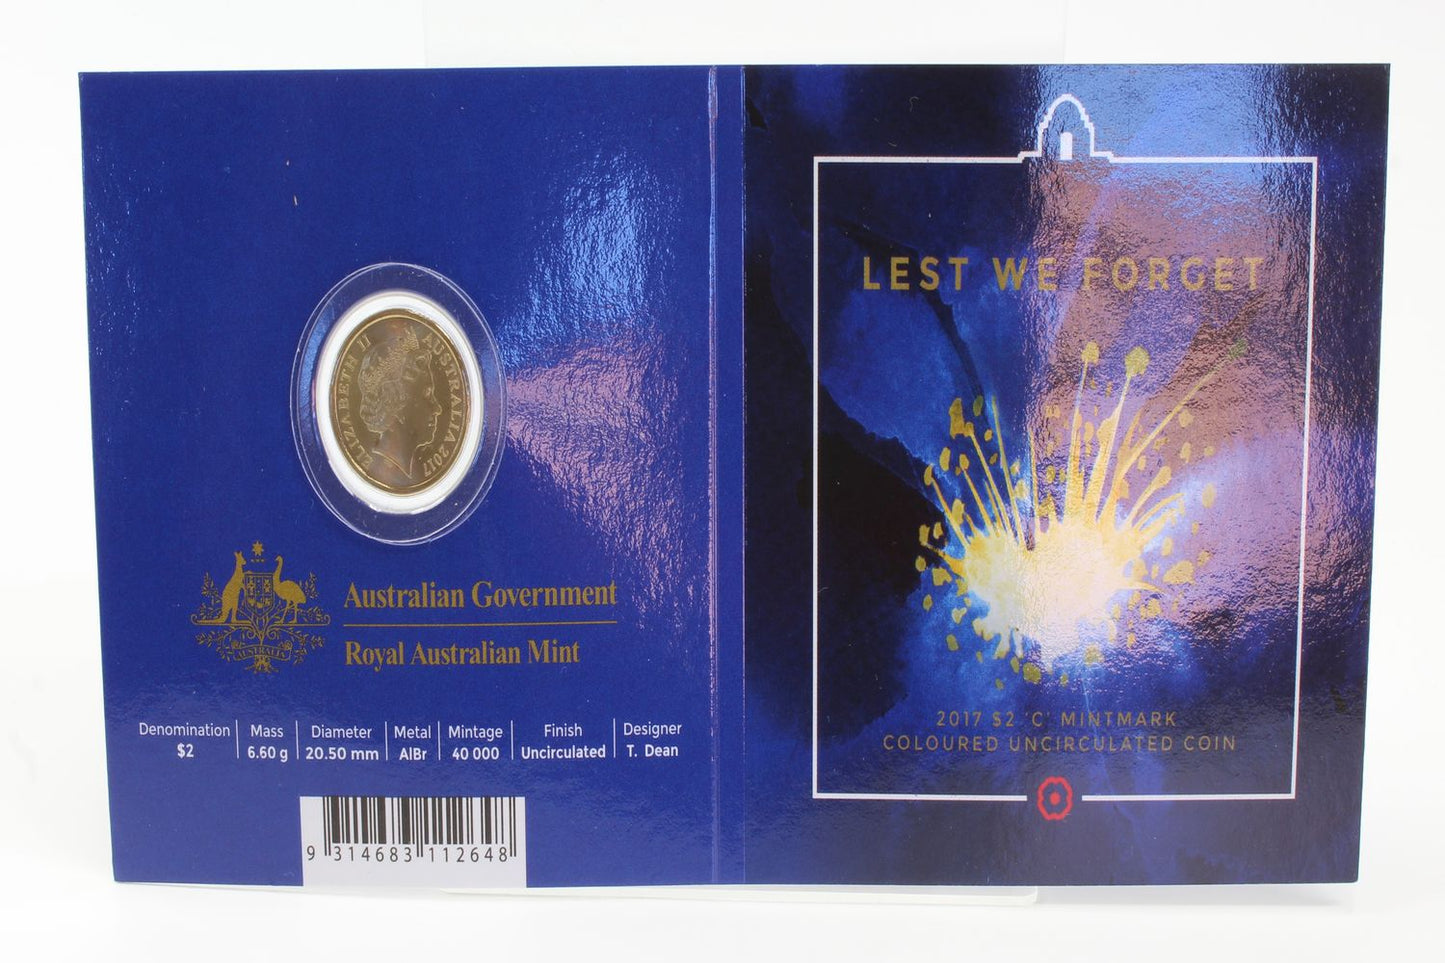 ELIZABETH II AUSTRALIA 2017
AUSTRALIA
Australian Government
Royal Australian Mint
Denomination Mass Diameter Metal Mintage Finish Designer
$2 6.60 g 20.50 mm AlBr 40 000 Uncirculated T. Dean
9 314683 112648
LEST WE FORGET
2017 $2 'C' MINTMARK
COLOURED UNCIRCULATED COIN